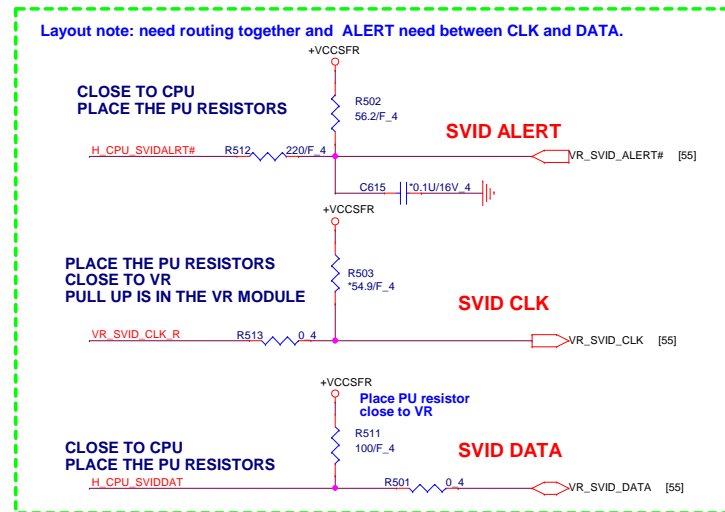 Layout note: need routing together and ALERT need between CLK and DATA.
+VCCSFR
CLOSE TO CPU
PLACE THE PU RESISTORS
R502
56.2/F_4
SVID ALERT
H_CPU_SVIDALRT#
R512
220/F_4
VR_SVID_ALERT# [55]
C615
*0.1U/16V_4
+VCCSFR
PLACE THE PU RESISTORS
CLOSE TO VR
PULL UP IS IN THE VR MODULE
R503
*54.9/F_4
SVID CLK
VR_SVID_CLK_R
R513
0_4
VR_SVID_CLK [55]
+VCCSFR
Place PU resistor
close to VR
R511
100/F_4
CLOSE TO CPU
PLACE THE PU RESISTORS
SVID DATA
H_CPU_SVIDDAT
R501
0_4
VR_SVID_DATA [55]